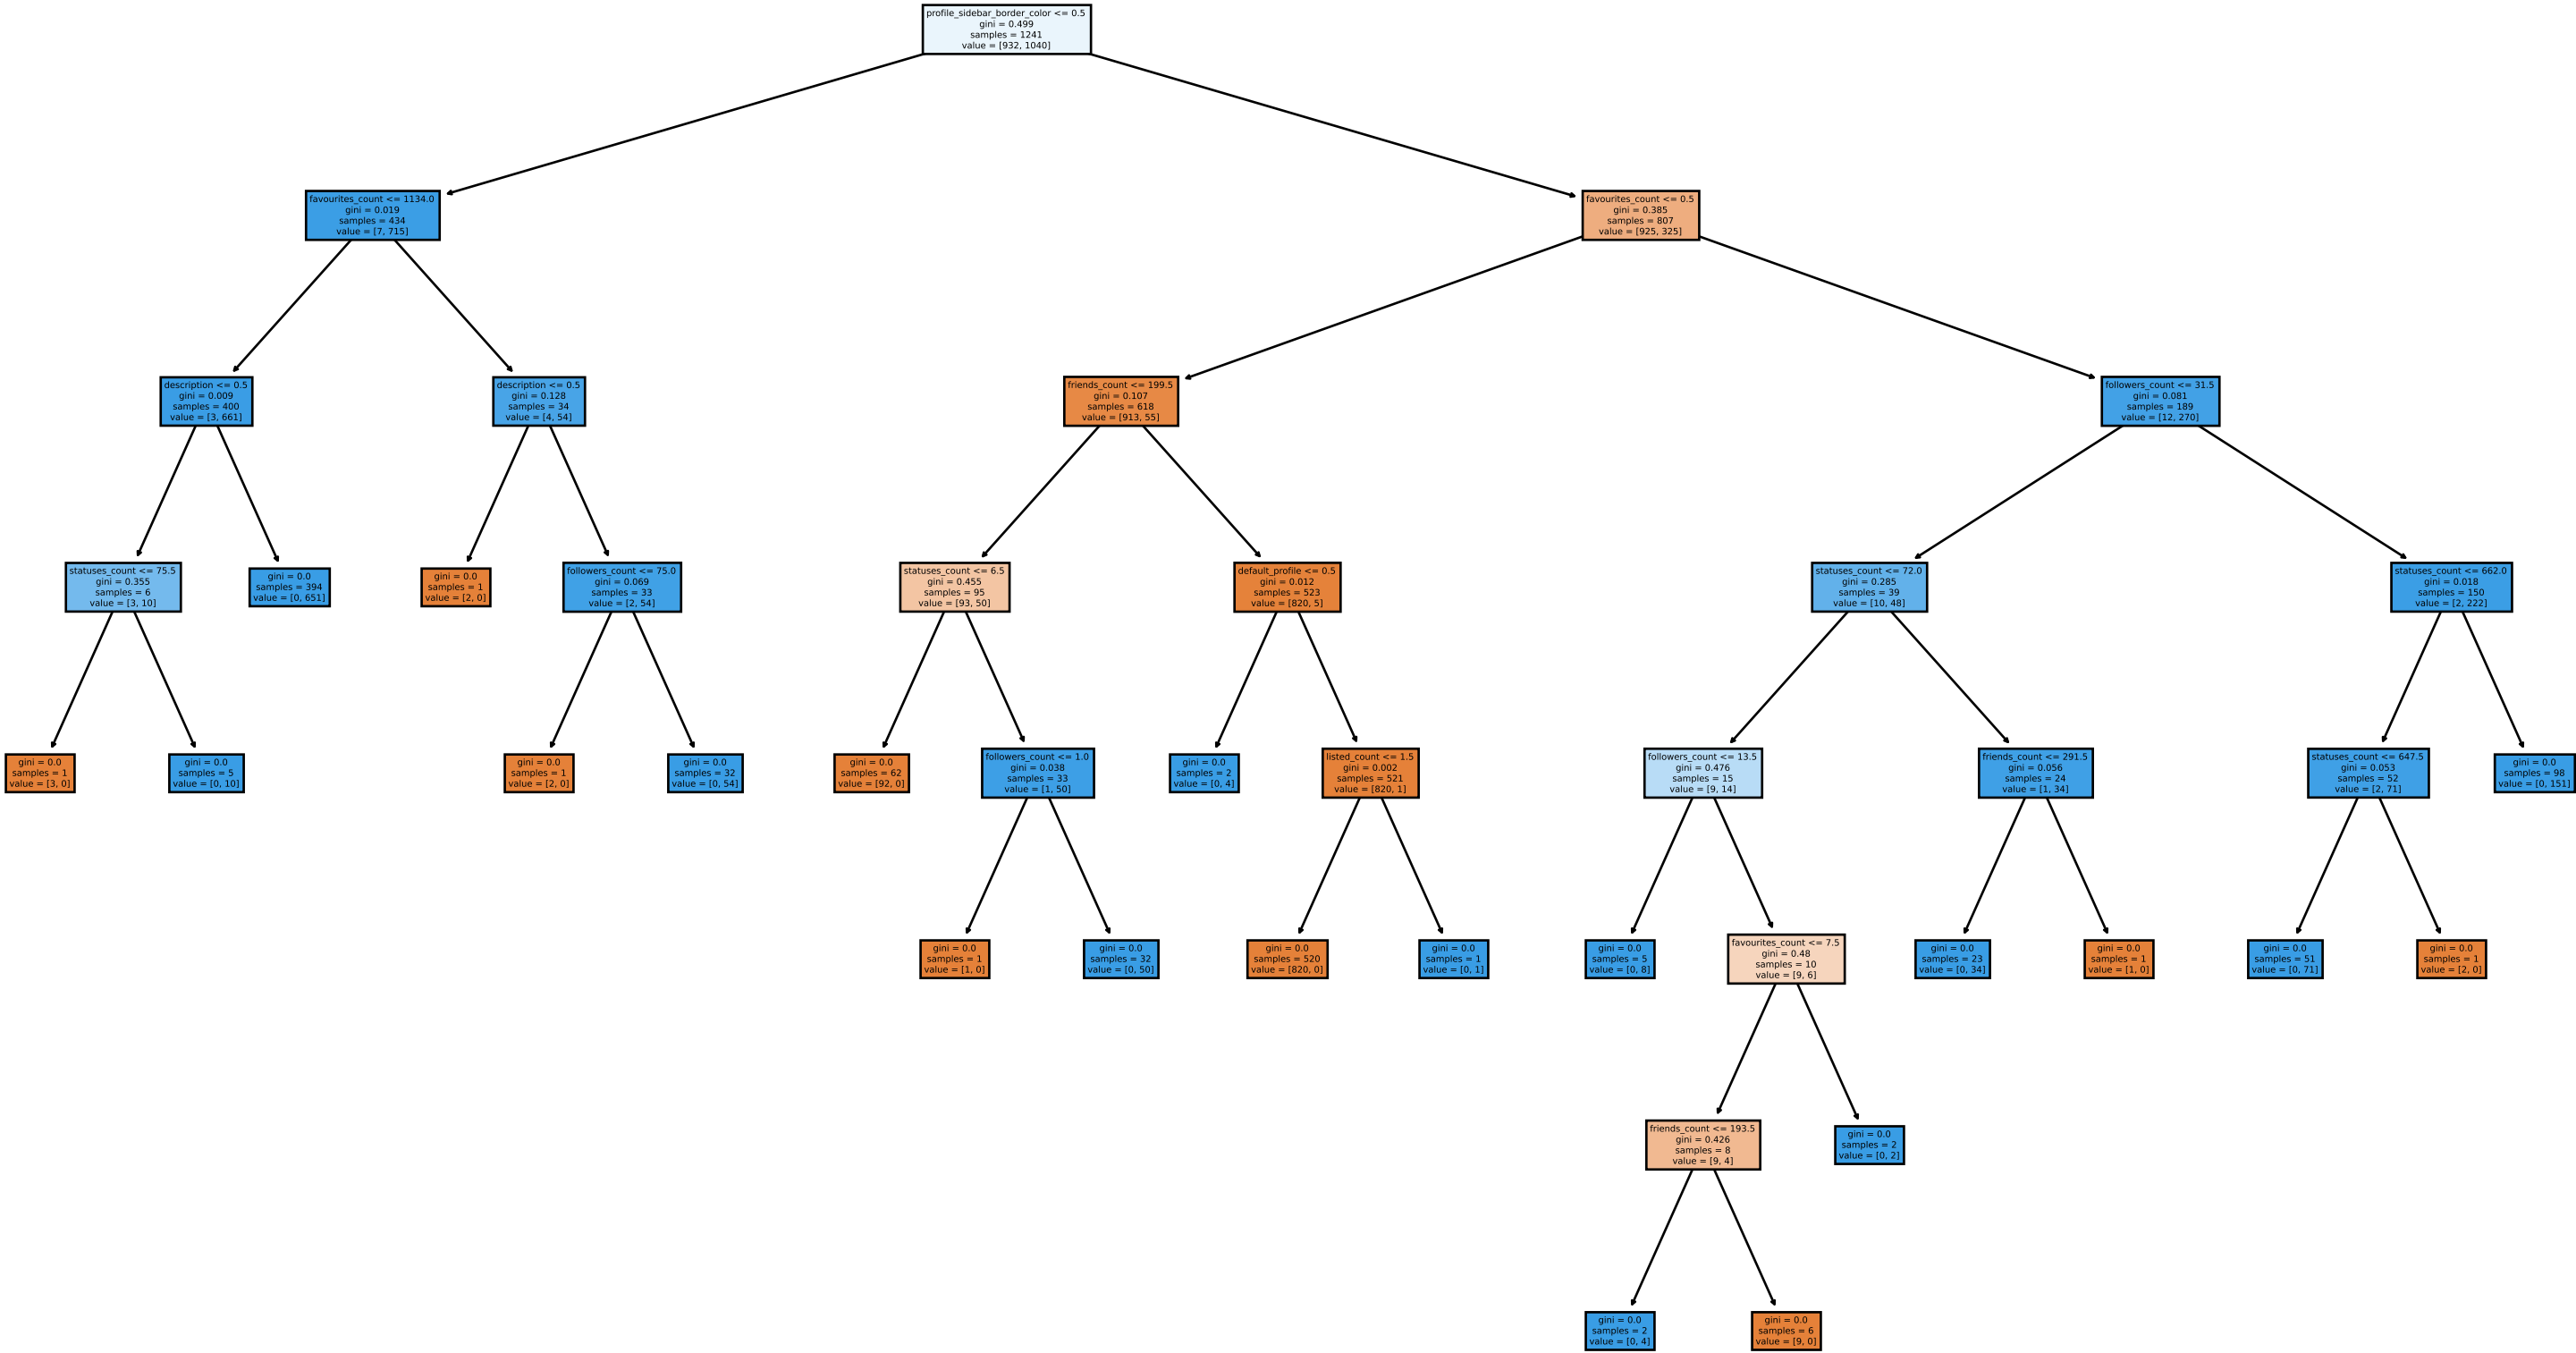 profile_sidebar_border_color <= 0.5
gini = 0.499
samples = 1241
value = [932, 1040]
favourites_count <= 1134.0
gini = 0.019
samples = 434
value = [7, 715]
favourites_count <= 0.5
gini = 0.385
samples = 807
value = [925, 325]
description <= 0.5
gini = 0.009
samples = 400
value = [3, 661]
description <= 0.5
gini = 0.128
samples = 34
value = [4, 54]
friends_count <= 199.5
gini = 0.107
samples = 618
value = [913, 55]
followers_count <= 31.5
gini = 0.081
samples = 189
value = [12, 270]
statuses_count <= 75.5
gini = 0.355
samples = 6
value = [3, 10]
gini = 0.0
samples = 394
value = [0, 651]
gini = 0.0
samples = 1
value = [2, 0]
followers_count <= 75.0
gini = 0.069
samples = 33
value = [2, 54]
statuses_count <= 6.5
gini = 0.455
samples = 95
value = [93, 50]
default_profile <= 0.5
gini = 0.012
samples = 523
value = [820, 5]
statuses_count <= 72.0
gini = 0.285
samples = 39
value = [10, 48]
statuses_count <= 662.0
gini = 0.018
samples = 150
value = [2, 222]
gini = 0.0
samples = 1
value = [3, 0]
gini = 0.0
samples = 5
value = [0, 10]
gini = 0.0
samples = 1
value = [2, 0]
gini = 0.0
samples = 32
value = [0, 54]
gini = 0.0
samples = 62
value = [92, 0]
followers_count <= 1.0
gini = 0.038
samples = 33
value = [1, 50]
gini = 0.0
samples = 2
value = [0, 4]
listed_count <= 1.5
gini = 0.002
samples = 521
value = [820, 1]
followers_count <= 13.5
gini = 0.476
samples = 15
value = [9, 14]
friends_count <= 291.5
gini = 0.056
samples = 24
value = [1, 34]
statuses_count <= 647.5
gini = 0.053
samples = 52
value = [2, 71]
gini = 0.0
samples = 98
value = [0, 151]
gini = 0.0
samples = 1
value = [1, 0]
gini = 0.0
samples = 32
value = [0, 50]
gini = 0.0
samples = 520
value = [820, 0]
gini = 0.0
samples = 1
value = [0, 1]
gini = 0.0
samples = 5
value = [0, 8]
favourites_count <= 7.5
gini = 0.48
samples = 10
value = [9, 6]
gini = 0.0
samples = 23
value = [0, 34]
gini = 0.0
samples = 1
value = [1, 0]
gini = 0.0
samples = 51
value = [0, 71]
gini = 0.0
samples = 1
value = [2, 0]
friends_count <= 193.5
gini = 0.426
samples = 8
value = [9, 4]
gini = 0.0
samples = 2
value = [0, 2]
gini = 0.0
samples = 2
value = [0, 4]
gini = 0.0
samples = 6
value = [9, 0]